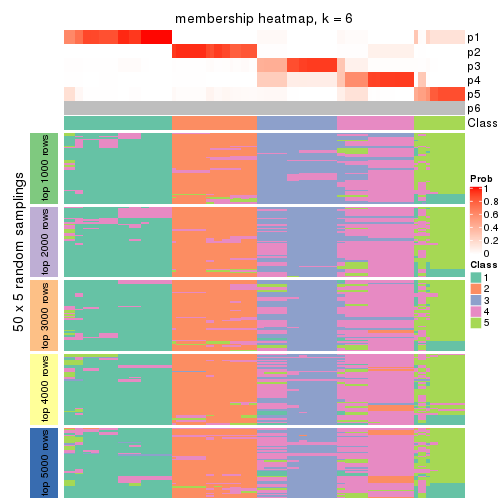 membership heatmap, k = 6
p1
p2
p3
p4
p5
p6
Class
50 x 5 random samplings
top 1000 rows
top 2000 rows
top 3000 rows
top 4000 rows
top 5000 rows
Prob
1
0.8
0.6
0.4
0.2
0
Class
1
2
3
4
5